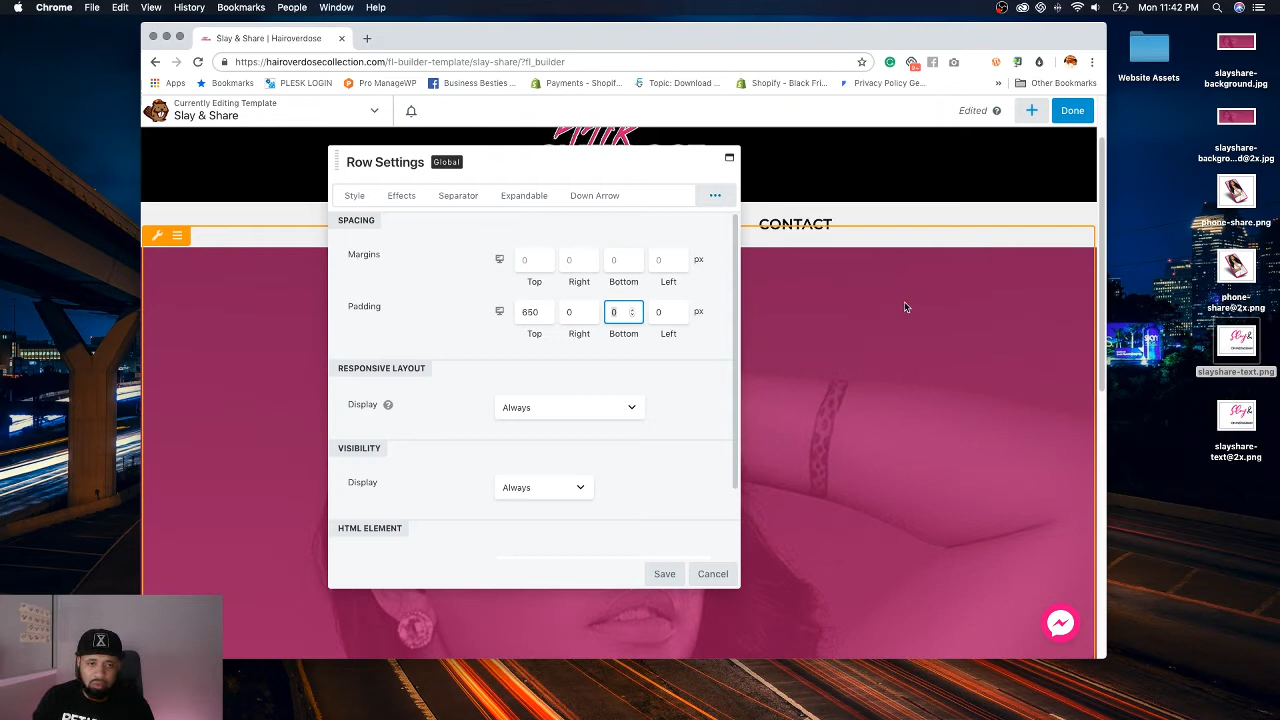 Chrome File Edit View History Bookmarks People Window Help Mon 11:42 PM
Slay & Share | Hairoverdose
https://hairoverdosecollection.com/fl-builder-template/slay-share/?fl_builder
Apps Bookmarks PLESK LOGIN Pro ManageWP Business Besties ... Payments - Shopif... Topic: Download ... Shopify - Black Fri... Privacy Policy Ge... » Other Bookmarks
Currently Editing Template
Slay & Share
Edited
Done
CONTACT
Row Settings Global
Style Effects Separator Expandable Down Arrow
SPACING
Margins 0 0 0 0 px
Top Right Bottom Left
Padding 650 0 0 0 px
Top Right Bottom Left
RESPONSIVE LAYOUT
Display Always
VISIBILITY
Display Always
HTML ELEMENT
Save Cancel
Website Assets
slayshare-background.jpg
slayshare-backgro...d@2x.jpg
phone-share.png
phone-share@2x.png
slayshare-text.png
slayshare-text@2x.png